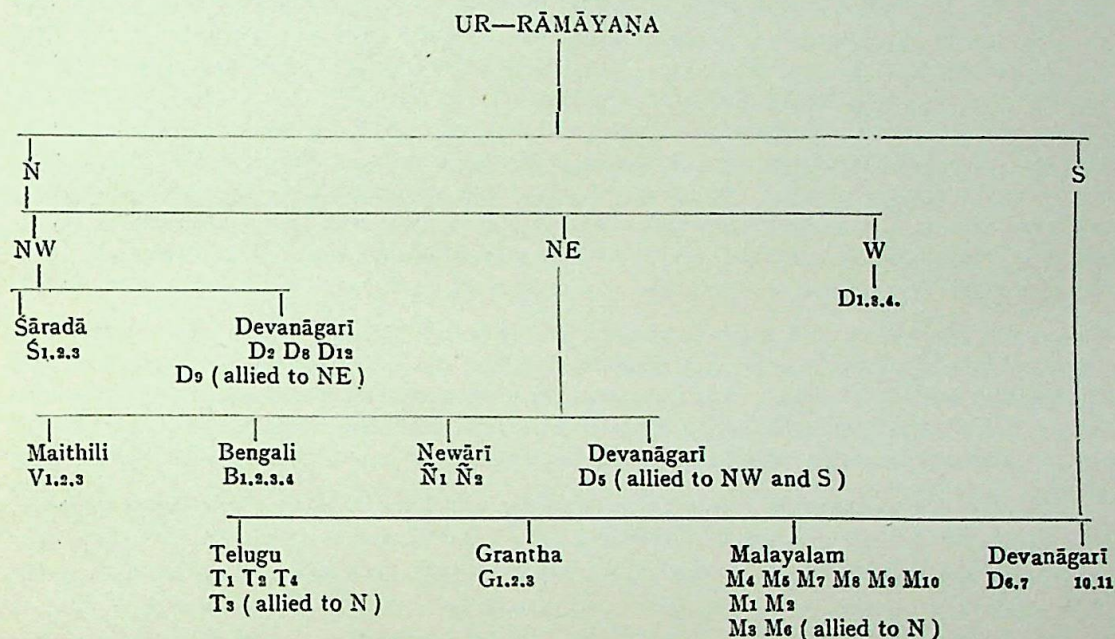 UR—RĀMĀYAṆA
N S
NW NE W
D1.3.4.
Śāradā Devanāgarī
Ś1.2.3 D2 D8 D12
D9 ( allied to NE )
Maithili Bengali Newārī Devanāgarī
V1.2.3 B1.2.3.4 Ñ1 Ñ2 D5 ( allied to NW and S )
Telugu Grantha Malayalam Devanāgarī
T1 T2 T4 G1.2.3 M4 M5 M7 M8 M9 M10 D6.7 10.11
T3 ( allied to N ) M1 M2
M3 M6 ( allied to N )